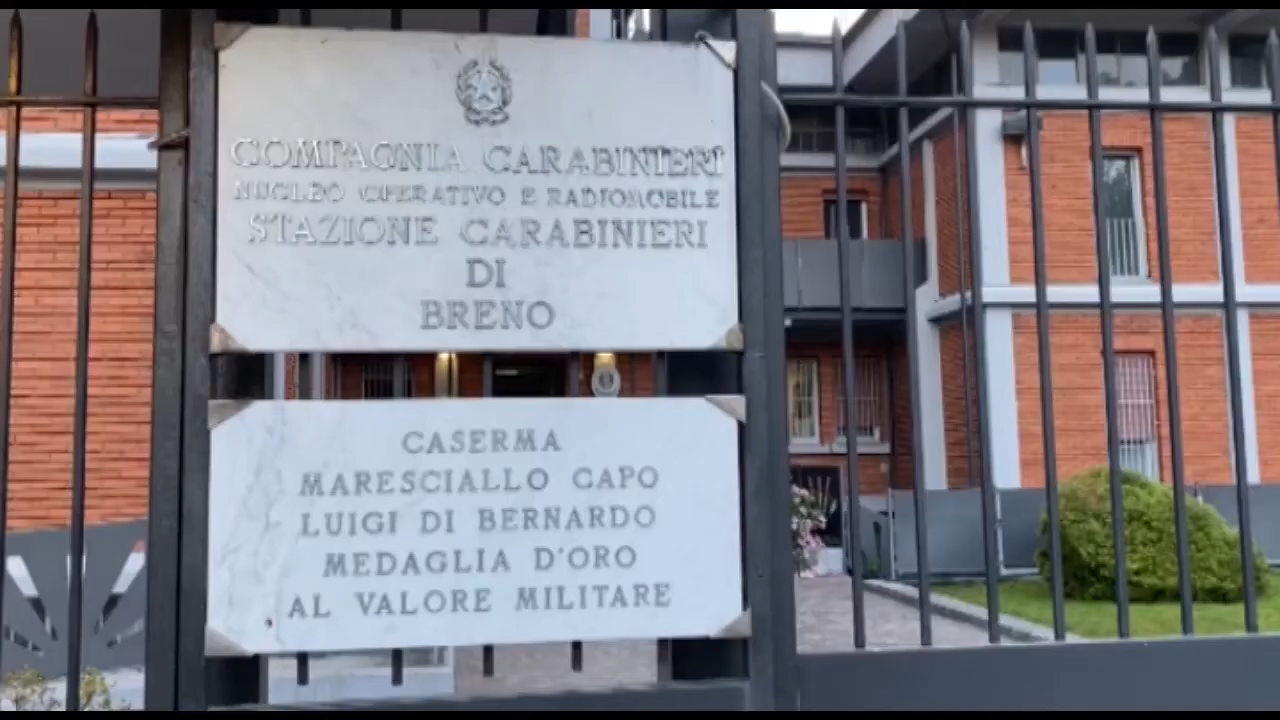 COMPAGNIA CARABINIERI
NUCLEO OPERATIVO E RADIOMOBILE
STAZIONE CARABINIERI
DI
BRENO
CASERMA
MARESCIALLO CAPO
LUIGI DI BERNARDO
MEDAGLIA D'ORO
AL VALORE MILITARE